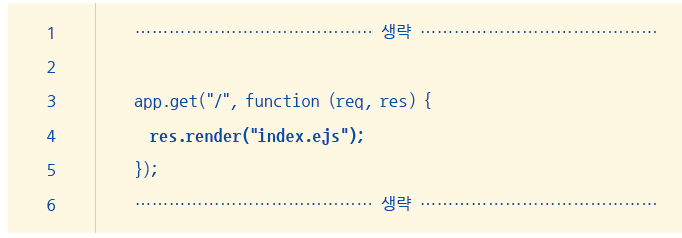 1 ………………………………… 생략 …………………………………
2
3 app.get("/", function (req, res) {
4 res.render("index.ejs");
5 });
6 ………………………………… 생략 …………………………………